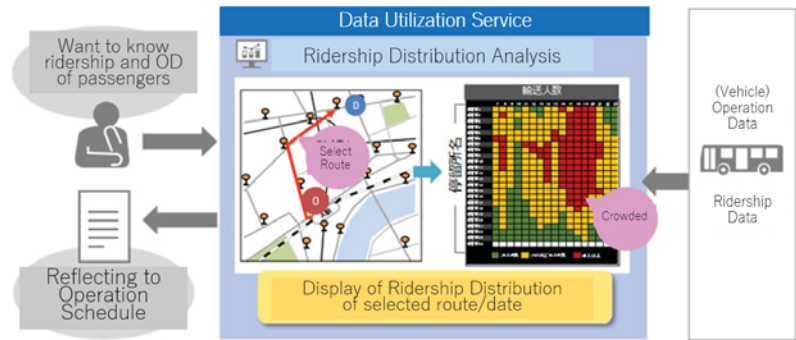 Want to know
ridership and OD
of passengers
Reflecting to
Operation
Schedule
Data Utilization Service
Ridership Distribution Analysis
D
Select
Route
O
輸送人数
停留所名
Crowded
Display of Ridership Distribution
of selected route/date
(Vehicle)
Operation
Data
Ridership
Data